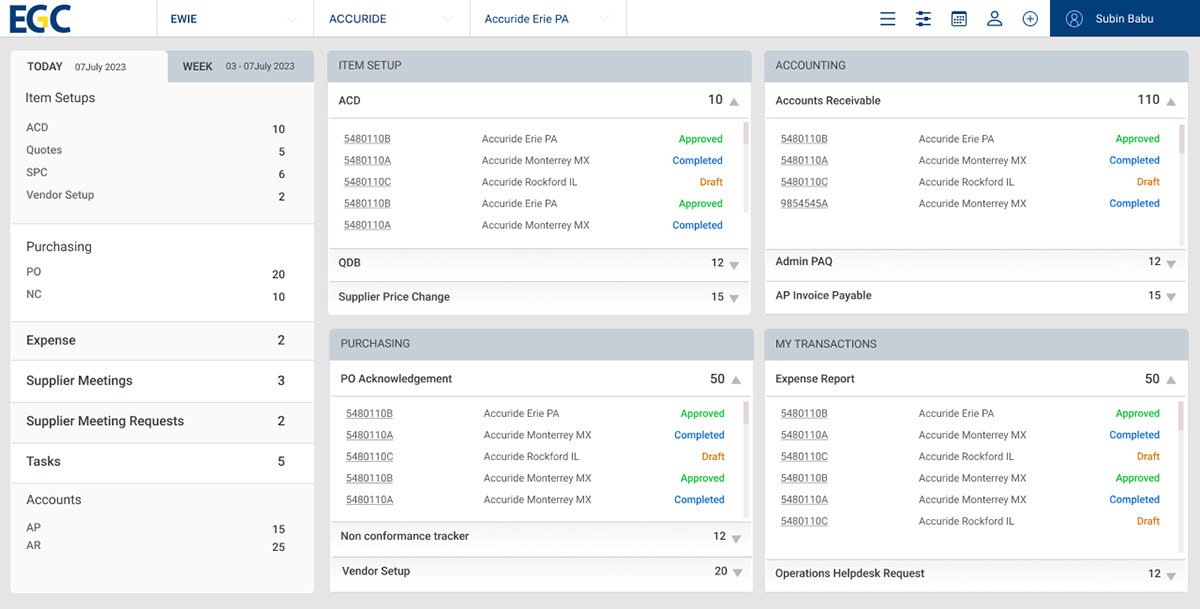 EGC
EWIE
ACCURIDE
Accuride Erie PA
Subin Babu
TODAY 07July 2023
WEEK 03 - 07July 2023
Item Setups
ACD 10
Quotes 5
SPC 6
Vendor Setup 2
Purchasing
PO 20
NC 10
Expense 2
Supplier Meetings 3
Supplier Meeting Requests 2
Tasks 5
Accounts
AP 15
AR 25
ITEM SETUP
ACD 10
5480110B Accuride Erie PA Approved
5480110A Accuride Monterrey MX Completed
5480110C Accuride Rockford IL Draft
5480110B Accuride Erie PA Approved
5480110A Accuride Monterrey MX Completed
QDB 12
Supplier Price Change 15
ACCOUNTING
Accounts Receivable 110
5480110B Accuride Erie PA Approved
5480110A Accuride Monterrey MX Completed
5480110C Accuride Rockford IL Draft
9854545A Accuride Monterrey MX Completed
Admin PAQ 12
AP Invoice Payable 15
PURCHASING
PO Acknowledgement 50
5480110B Accuride Erie PA Approved
5480110A Accuride Monterrey MX Completed
5480110C Accuride Rockford IL Draft
5480110B Accuride Monterrey MX Approved
5480110A Accuride Monterrey MX Completed
Non conformance tracker 12
Vendor Setup 20
MY TRANSACTIONS
Expense Report 50
5480110B Accuride Erie PA Approved
5480110A Accuride Monterrey MX Completed
5480110C Accuride Rockford IL Draft
5480110B Accuride Monterrey MX Approved
5480110A Accuride Monterrey MX Completed
5480110C Accuride Rockford IL Draft
Operations Helpdesk Request 12